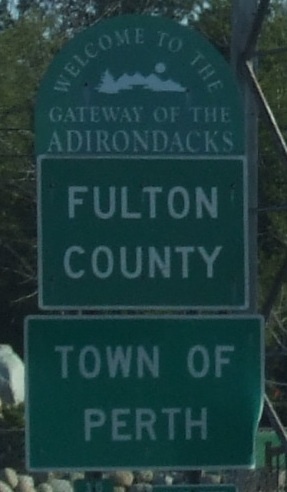 WELCOME TO THE
GATEWAY OF THE
ADIRONDACKS
FULTON
COUNTY
TOWN OF
PERTH